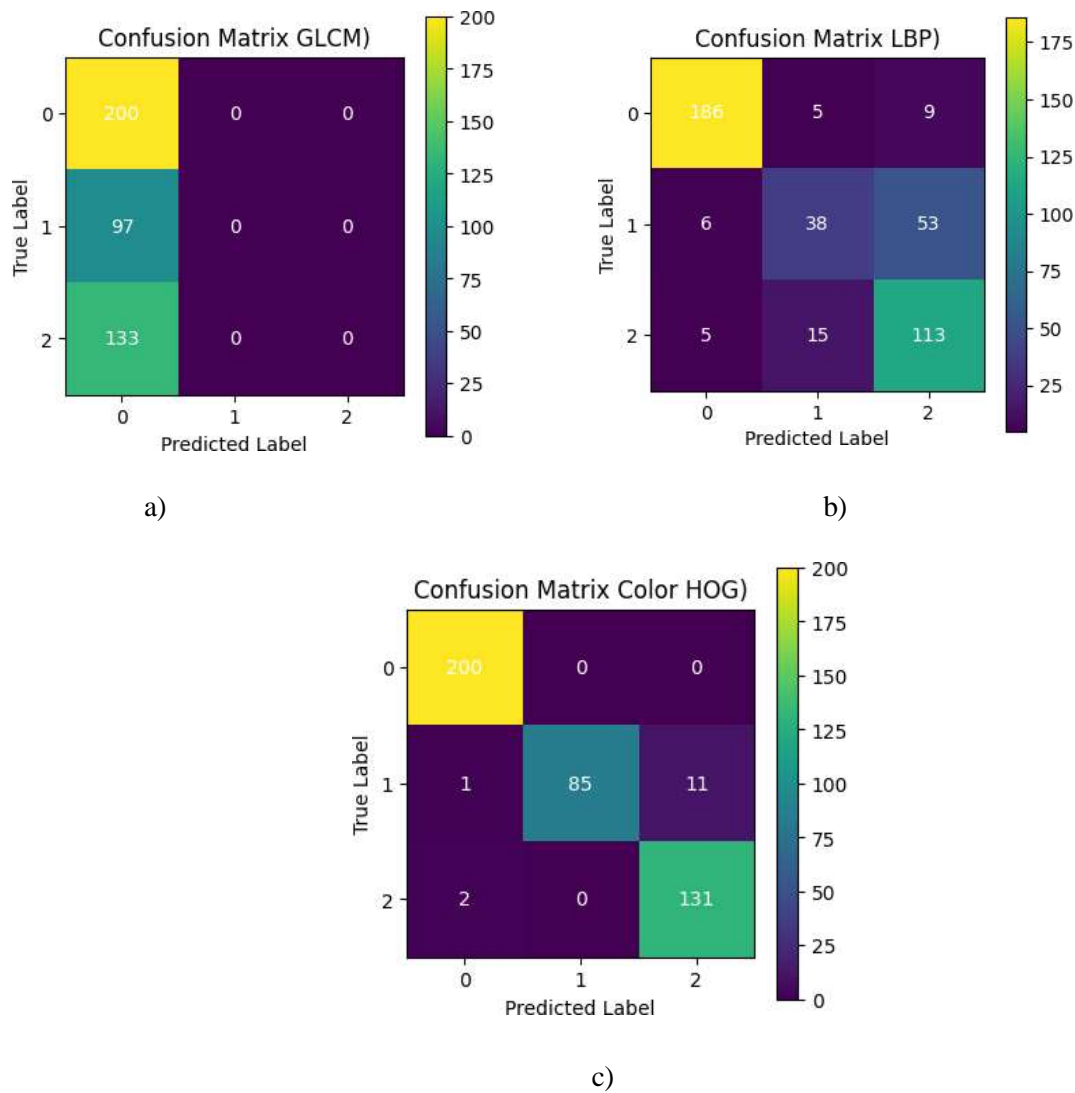 Confusion Matrix GLCM)
True Label
0
1
2
200 0 0
97 0 0
133 0 0
0 1 2
Predicted Label
200
175
150
125
100
75
50
25
0
a)
Confusion Matrix LBP)
True Label
0
1
2
186 5 9
6 38 53
5 15 113
0 1 2
Predicted Label
175
150
125
100
75
50
25
b)
Confusion Matrix Color HOG)
True Label
0
1
2
200 0 0
1 85 11
2 0 131
0 1 2
Predicted Label
200
175
150
125
100
75
50
25
0
c)